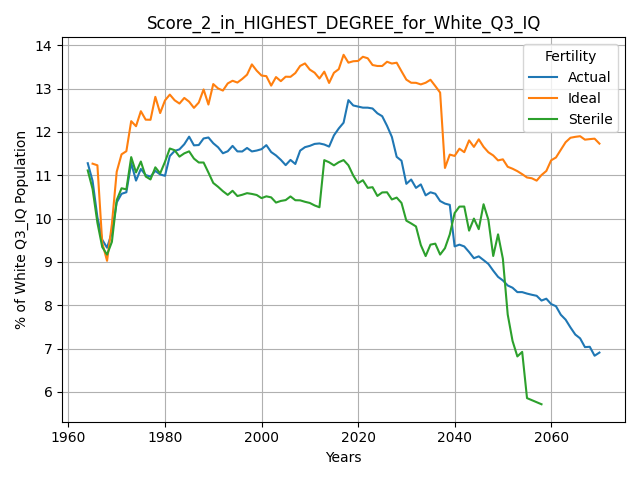 Score_2_in_HIGHEST_DEGREE_for_White_Q3_IQ
% of White Q3_IQ Population
14
13
12
11
10
9
8
7
6
Fertility
Actual
Ideal
Sterile
1960 1980 2000 2020 2040 2060
Years